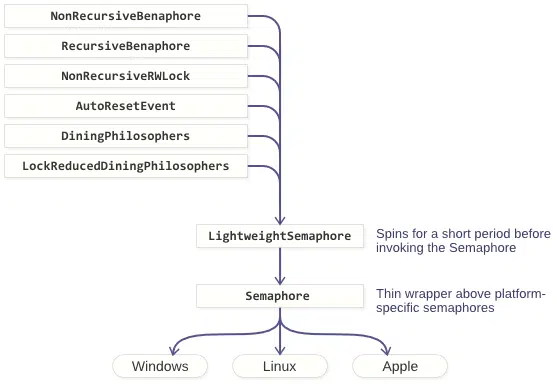 NonRecursiveBenaphore
RecursiveBenaphore
NonRecursiveRWLock
AutoResetEvent
DiningPhilosophers
LockReducedDiningPhilosophers
LightweightSemaphore
Spins for a short period before
invoking the Semaphore
Semaphore
Thin wrapper above platform-
specific semaphores
Windows
Linux
Apple